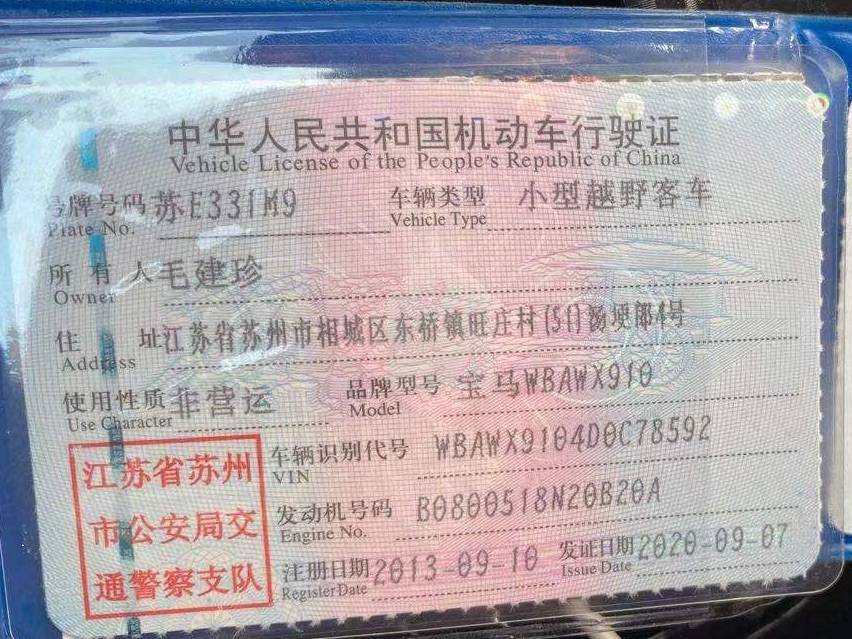 中华人民共和国机动车行驶证
Vehicle License of the People's Republic of China
号牌号码 苏E331M9 车辆类型 小型越野客车
Plate No. Vehicle Type
所有人 毛建珍
Owner
住址 江苏省苏州市相城区东桥镇旺庄村(51)汤埂郎4号
Address
使用性质 非营运 品牌型号 宝马WBAWX910
Use Character Model
江苏省苏州
市公安局交
通警察支队
车辆识别代号 WBAWX9104D0C78592
VIN
发动机号码 B0800518N20B20A
Engine No.
注册日期 2013-09-10 发证日期 2020-09-07
Register Date Issue Date